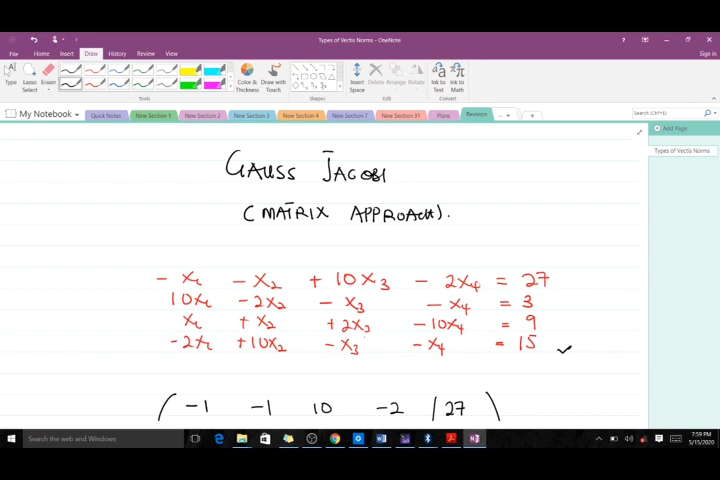 Types of Vectis Norms - OneNote
? Sign in
File Home Insert Draw History Review View
Type Lasso Select Eraser Color & Thickness Draw with Touch Insert Space Delete Arrange Rotate Ink to Text Ink to Math
Tools Shapes Edit Convert
My Notebook Quick Notes New Section 1 New Section 2 New Section 3 New Section 4 New Section 7 New Section 31 Plans Revision ... + Search (Ctrl+E)
Add Page
Types of Vectis Norms
GAUSS JACOBI
(MATRIX APPROACH).
- x₁ - x₂ + 10x₃ - 2x₄ = 27
10x₁ - 2x₂ - x₃ - x₄ = 3
x₁ + x₂ + 2x₃ - 10x₄ = 9
-2x₁ + 10x₂ - x₃ - x₄ = 15 ✓
( -1 -1 10 -2 | 27 )
Search the web and Windows
7:59 PM
5/15/2020